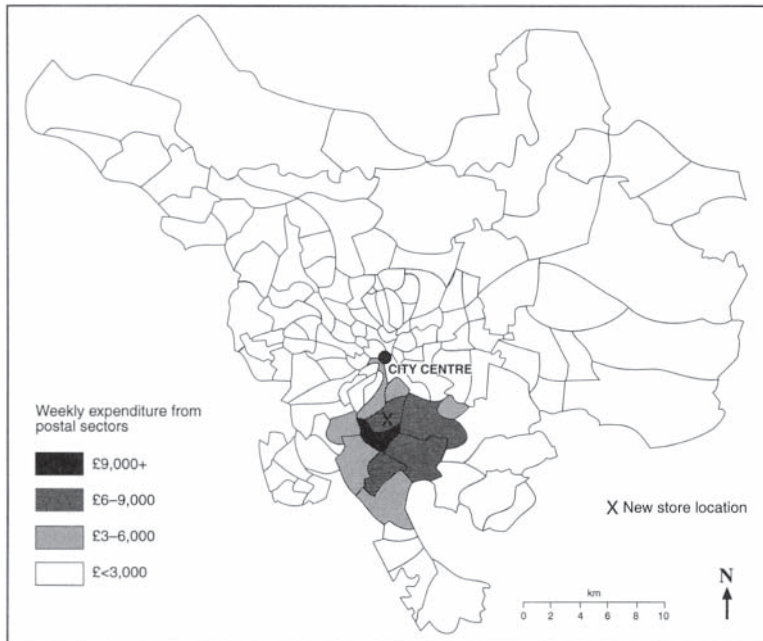 CITY CENTRE
Weekly expenditure from
postal sectors
£9,000+
£6–9,000
£3–6,000
£<3,000
X
X New store location
N
km
0 2 4 6 8 10